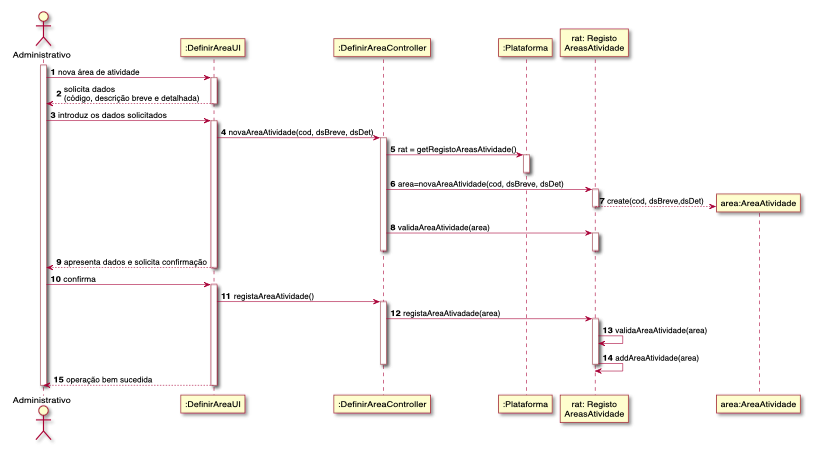 Administrativo
:DefinirAreaUI
:DefinirAreaController
:Plataforma
rat: Registo
AreasAtividade
1 nova área de atividade
2 solicita dados
(código, descrição breve e detalhada)
3 introduz os dados solicitados
4 novaAreaAtividade(cod, dsBreve, dsDet)
5 rat = getRegistoAreasAtividade()
6 area=novaAreaAtividade(cod, dsBreve, dsDet)
7 create(cod, dsBreve,dsDet)
area:AreaAtividade
8 validaAreaAtividade(area)
9 apresenta dados e solicita confirmação
10 confirma
11 registaAreaAtividade()
12 registaAreaAtivadade(area)
13 validaAreaAtividade(area)
14 addAreaAtividade(area)
15 operação bem sucedida
Administrativo
:DefinirAreaUI
:DefinirAreaController
:Plataforma
rat: Registo
AreasAtividade
area:AreaAtividade